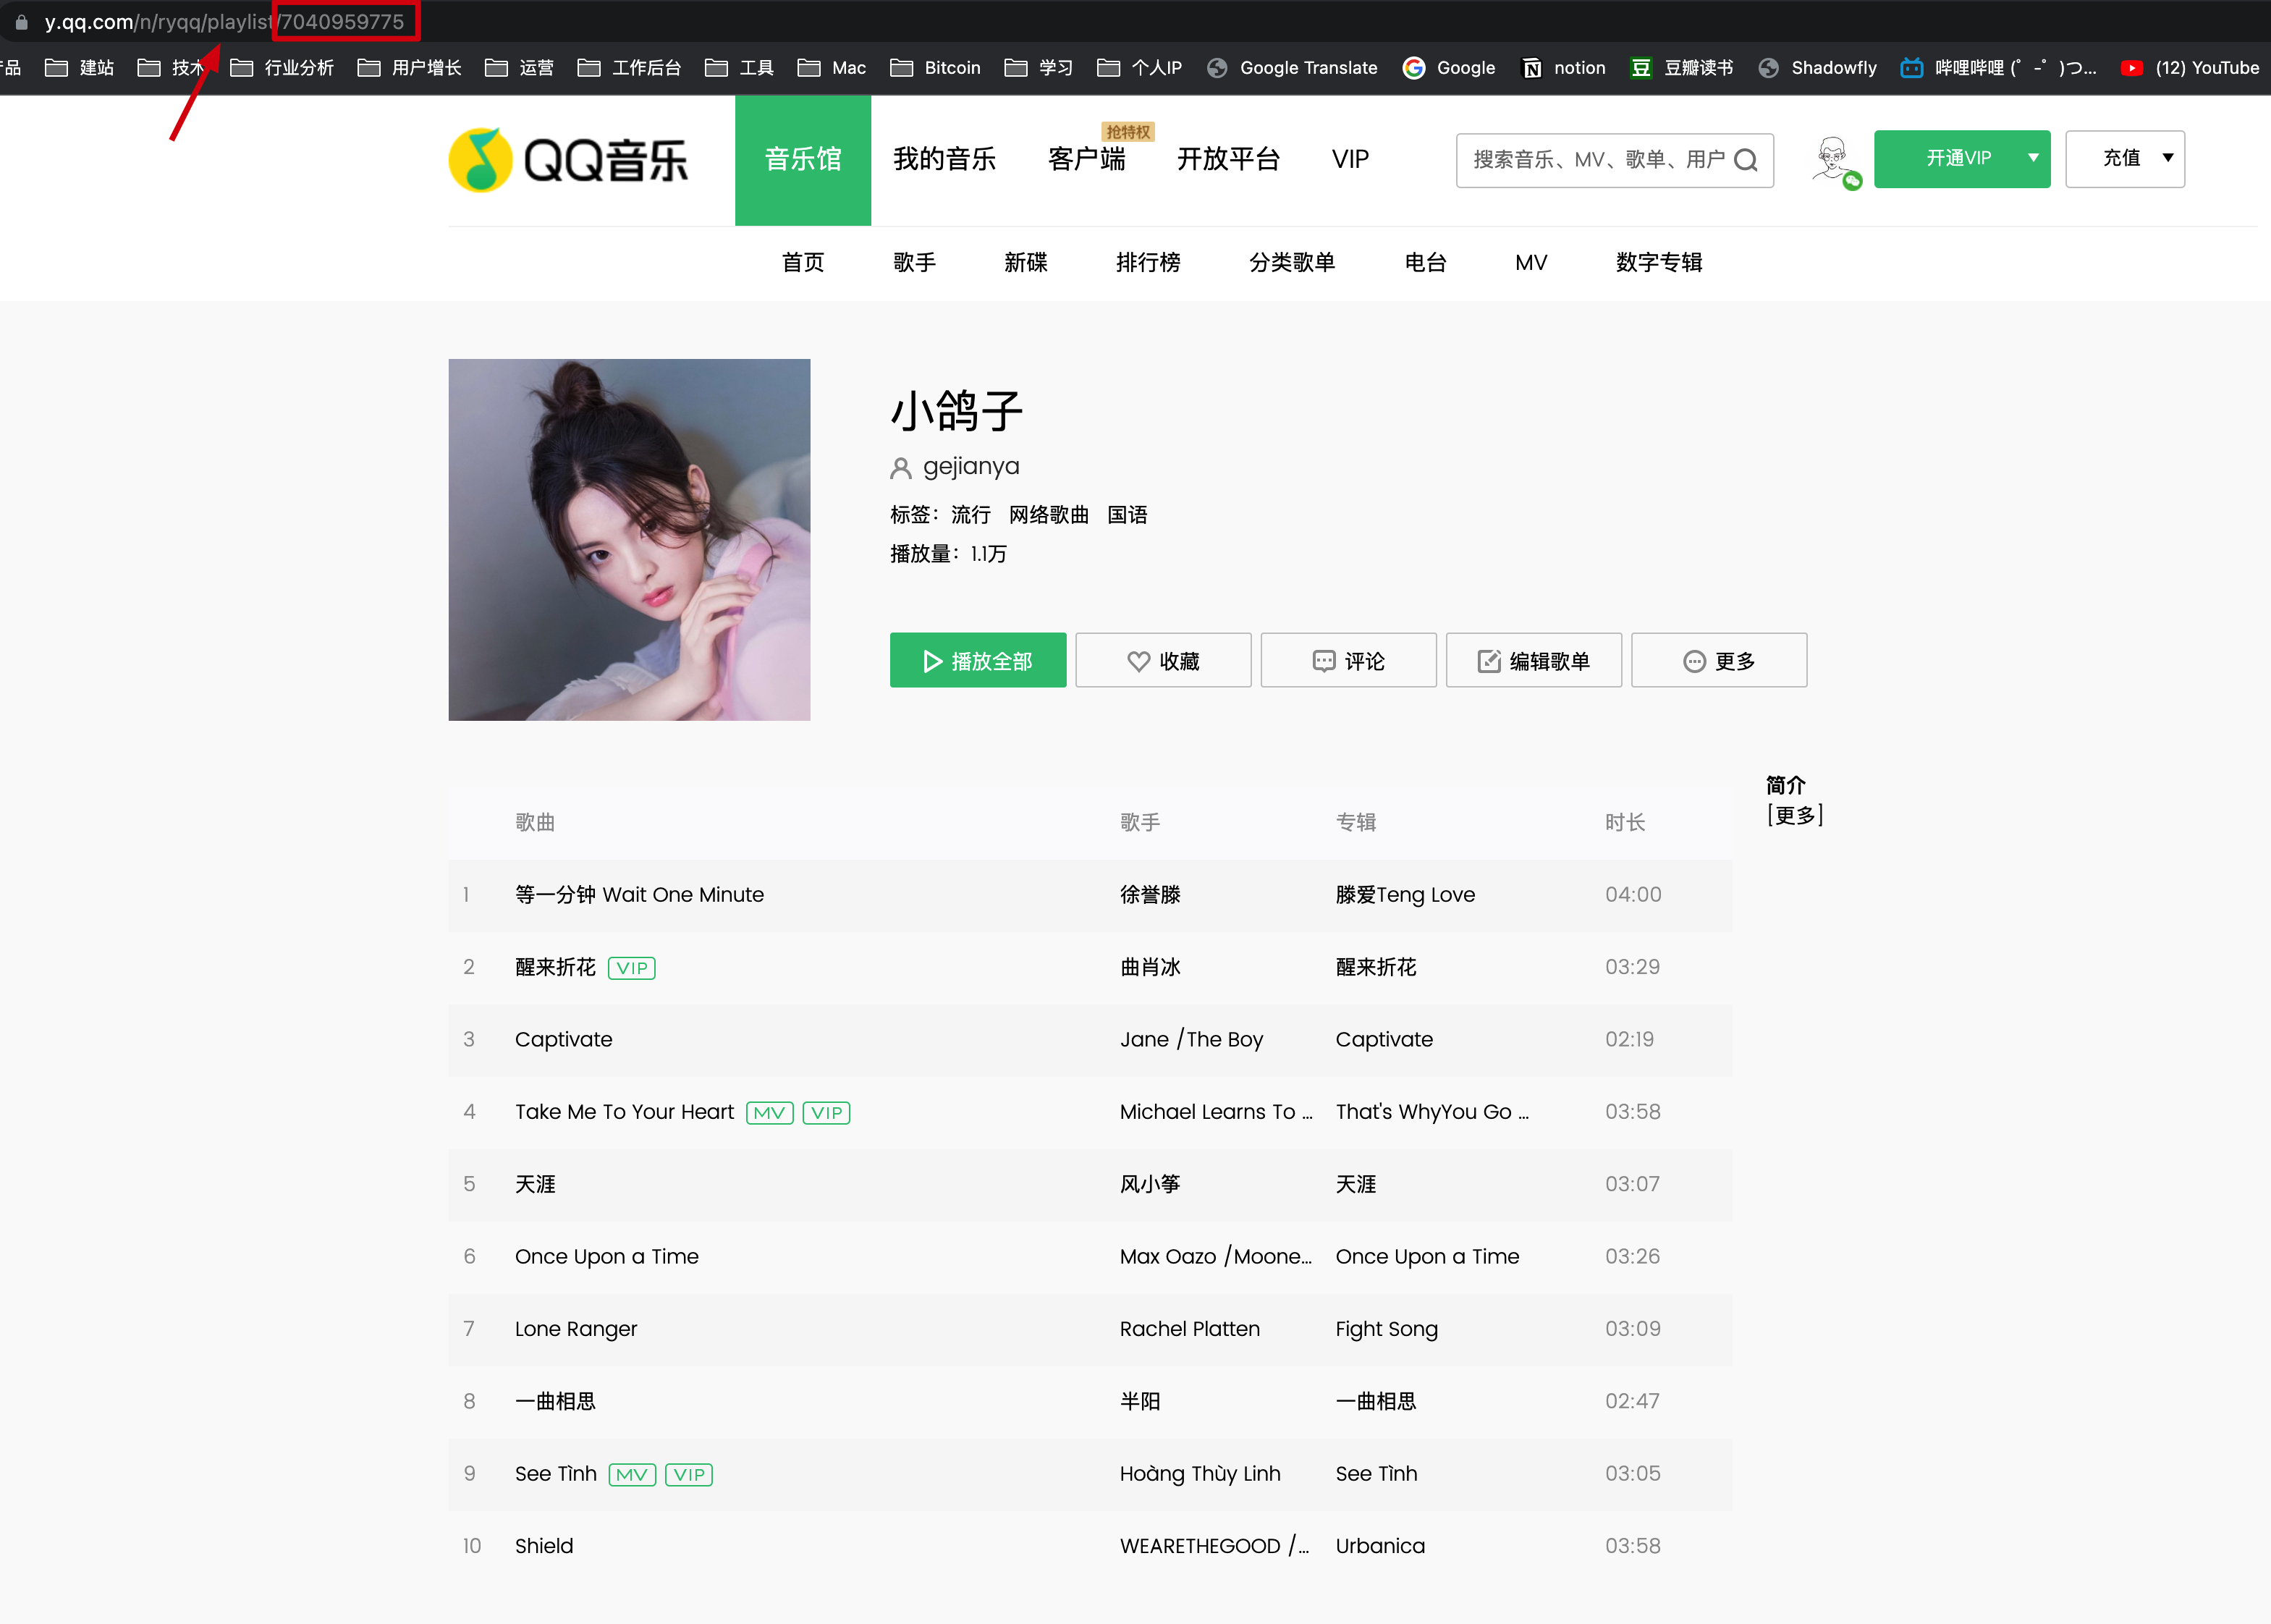 y.qq.com/n/ryqq/playlist/7040959775
品 建站 技术 行业分析 用户增长 运营 工作后台 工具 Mac Bitcoin 学习 个人IP Google Translate Google notion 豆 豆瓣读书 Shadowfly 哔哩哔哩 (゜-゜)つ... (12) YouTube
QQ音乐 音乐馆 我的音乐 客户端 抢特权 开放平台 VIP 搜索音乐、MV、歌单、用户 开通VIP 充值
首页 歌手 新碟 排行榜 分类歌单 电台 MV 数字专辑
小鸽子
gejianya
标签：流行 网络歌曲 国语
播放量：1.1万
播放全部 收藏 评论 编辑歌单 更多
简介
[更多]
歌曲 歌手 专辑 时长
1 等一分钟 Wait One Minute 徐誉滕 滕爱Teng Love 04:00
2 醒来折花 VIP 曲肖冰 醒来折花 03:29
3 Captivate Jane /The Boy Captivate 02:19
4 Take Me To Your Heart MV VIP Michael Learns To ... That's WhyYou Go ... 03:58
5 天涯 风小筝 天涯 03:07
6 Once Upon a Time Max Oazo /Moone... Once Upon a Time 03:26
7 Lone Ranger Rachel Platten Fight Song 03:09
8 一曲相思 半阳 一曲相思 02:47
9 See Tình MV VIP Hoàng Thùy Linh See Tình 03:05
10 Shield WEARETHEGOOD /... Urbanica 03:58